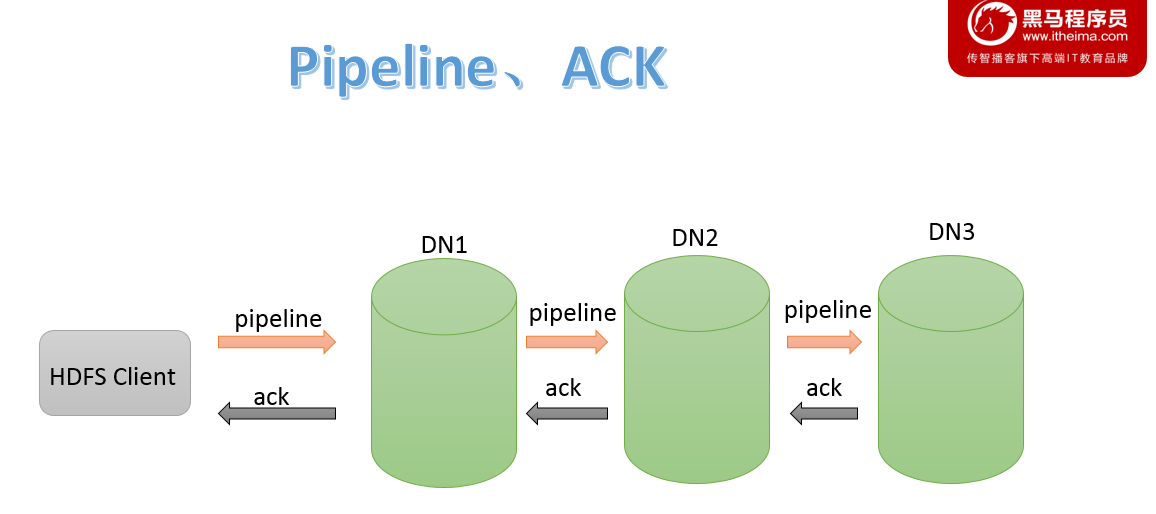 黑马程序员
www.itheima.com
传智播客旗下高端IT教育品牌
Pipeline、ACK
DN1
DN2
DN3
pipeline
pipeline
pipeline
HDFS Client
ack
ack
ack